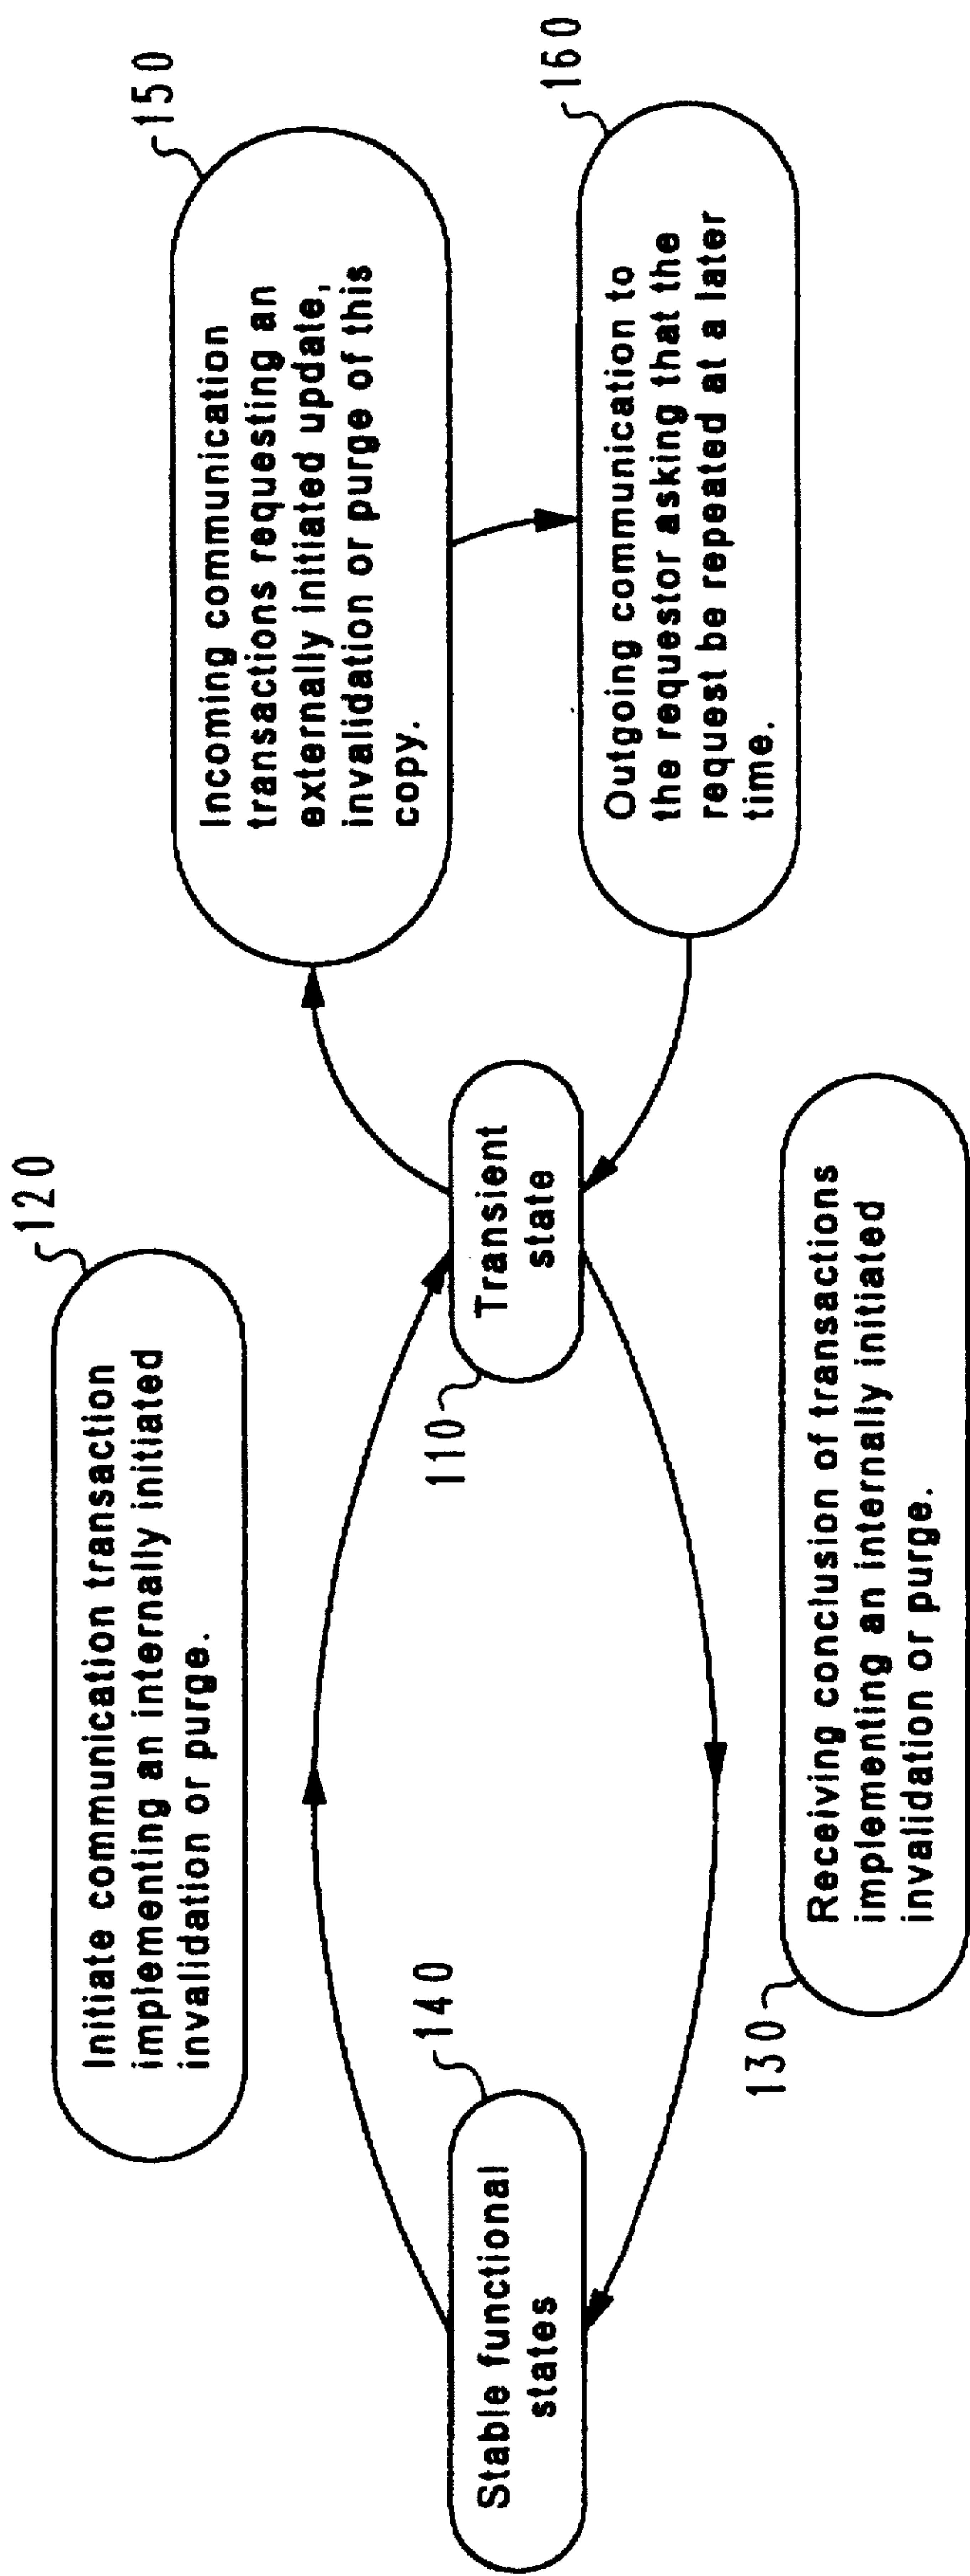 120
Initiate communication transaction
implementing an internally initiated
invalidation or purge.
150
Incoming communication
transactions requesting an
externally initiated update,
invalidation or purge of this
copy.
140
Stable functional
states
110
Transient
state
160
Outgoing communication to
the requestor asking that the
request be repeated at a later
time.
130
Receiving conclusion of transactions
implementing an internally initiated
invalidation or purge.